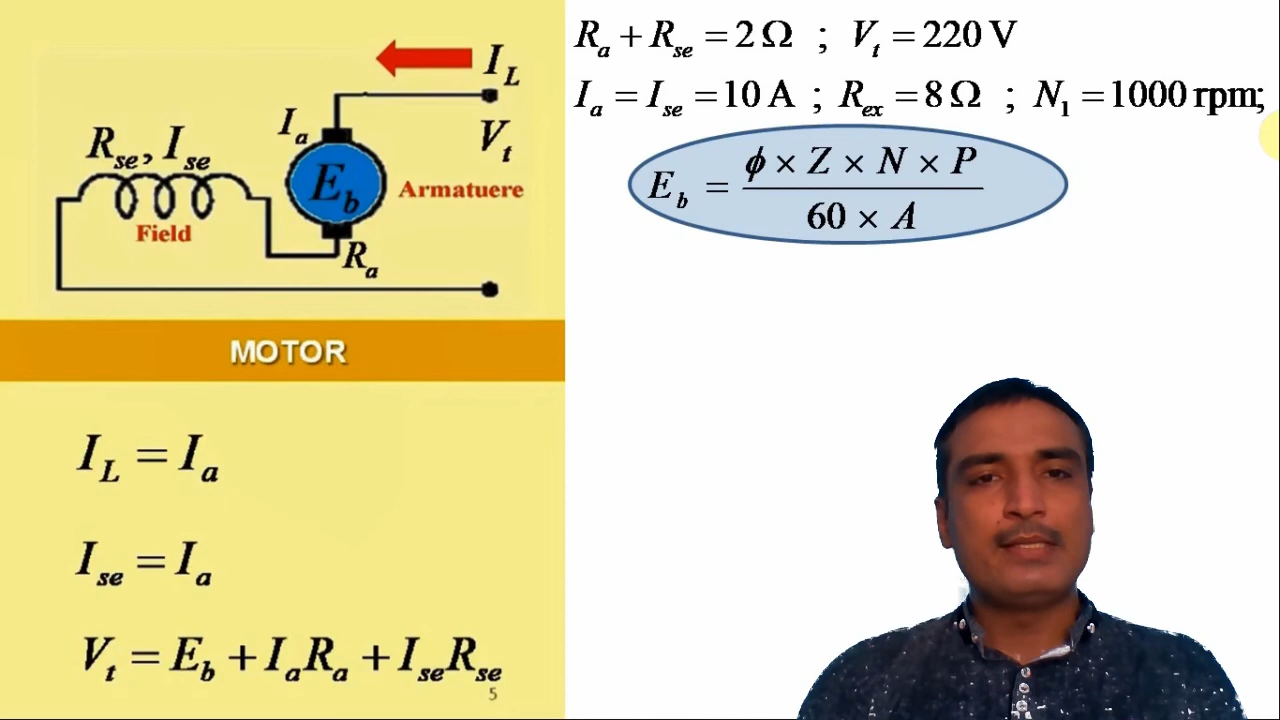 I_L
I_a
V_t
R_se, I_se
E_b
Armatuere
Field
R_a
MOTOR
I_L = I_a
I_se = I_a
V_t = E_b + I_a R_a + I_se R_se
5
R_a + R_se = 2 Ω ; V_t = 220 V
I_a = I_se = 10 A ; R_ex = 8 Ω ; N_1 = 1000 rpm;
E_b = (ϕ × Z × N × P) / (60 × A)